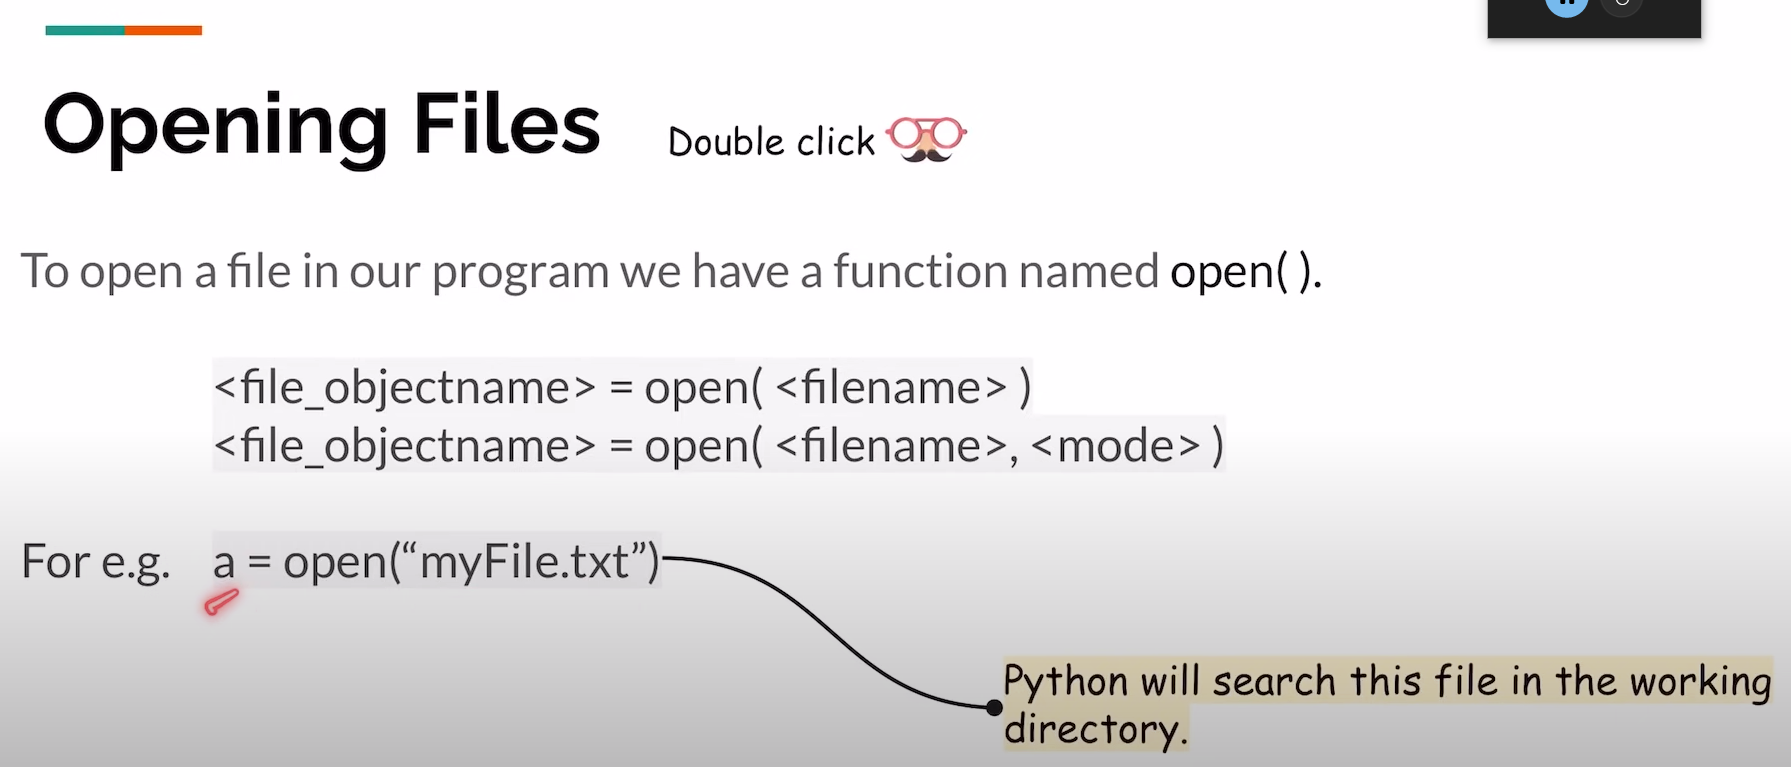 Opening Files
Double click
To open a file in our program we have a function named open( ).
<file_objectname> = open( <filename> )
<file_objectname> = open( <filename>, <mode> )
For e.g. a = open(“myFile.txt”)
Python will search this file in the working
directory.